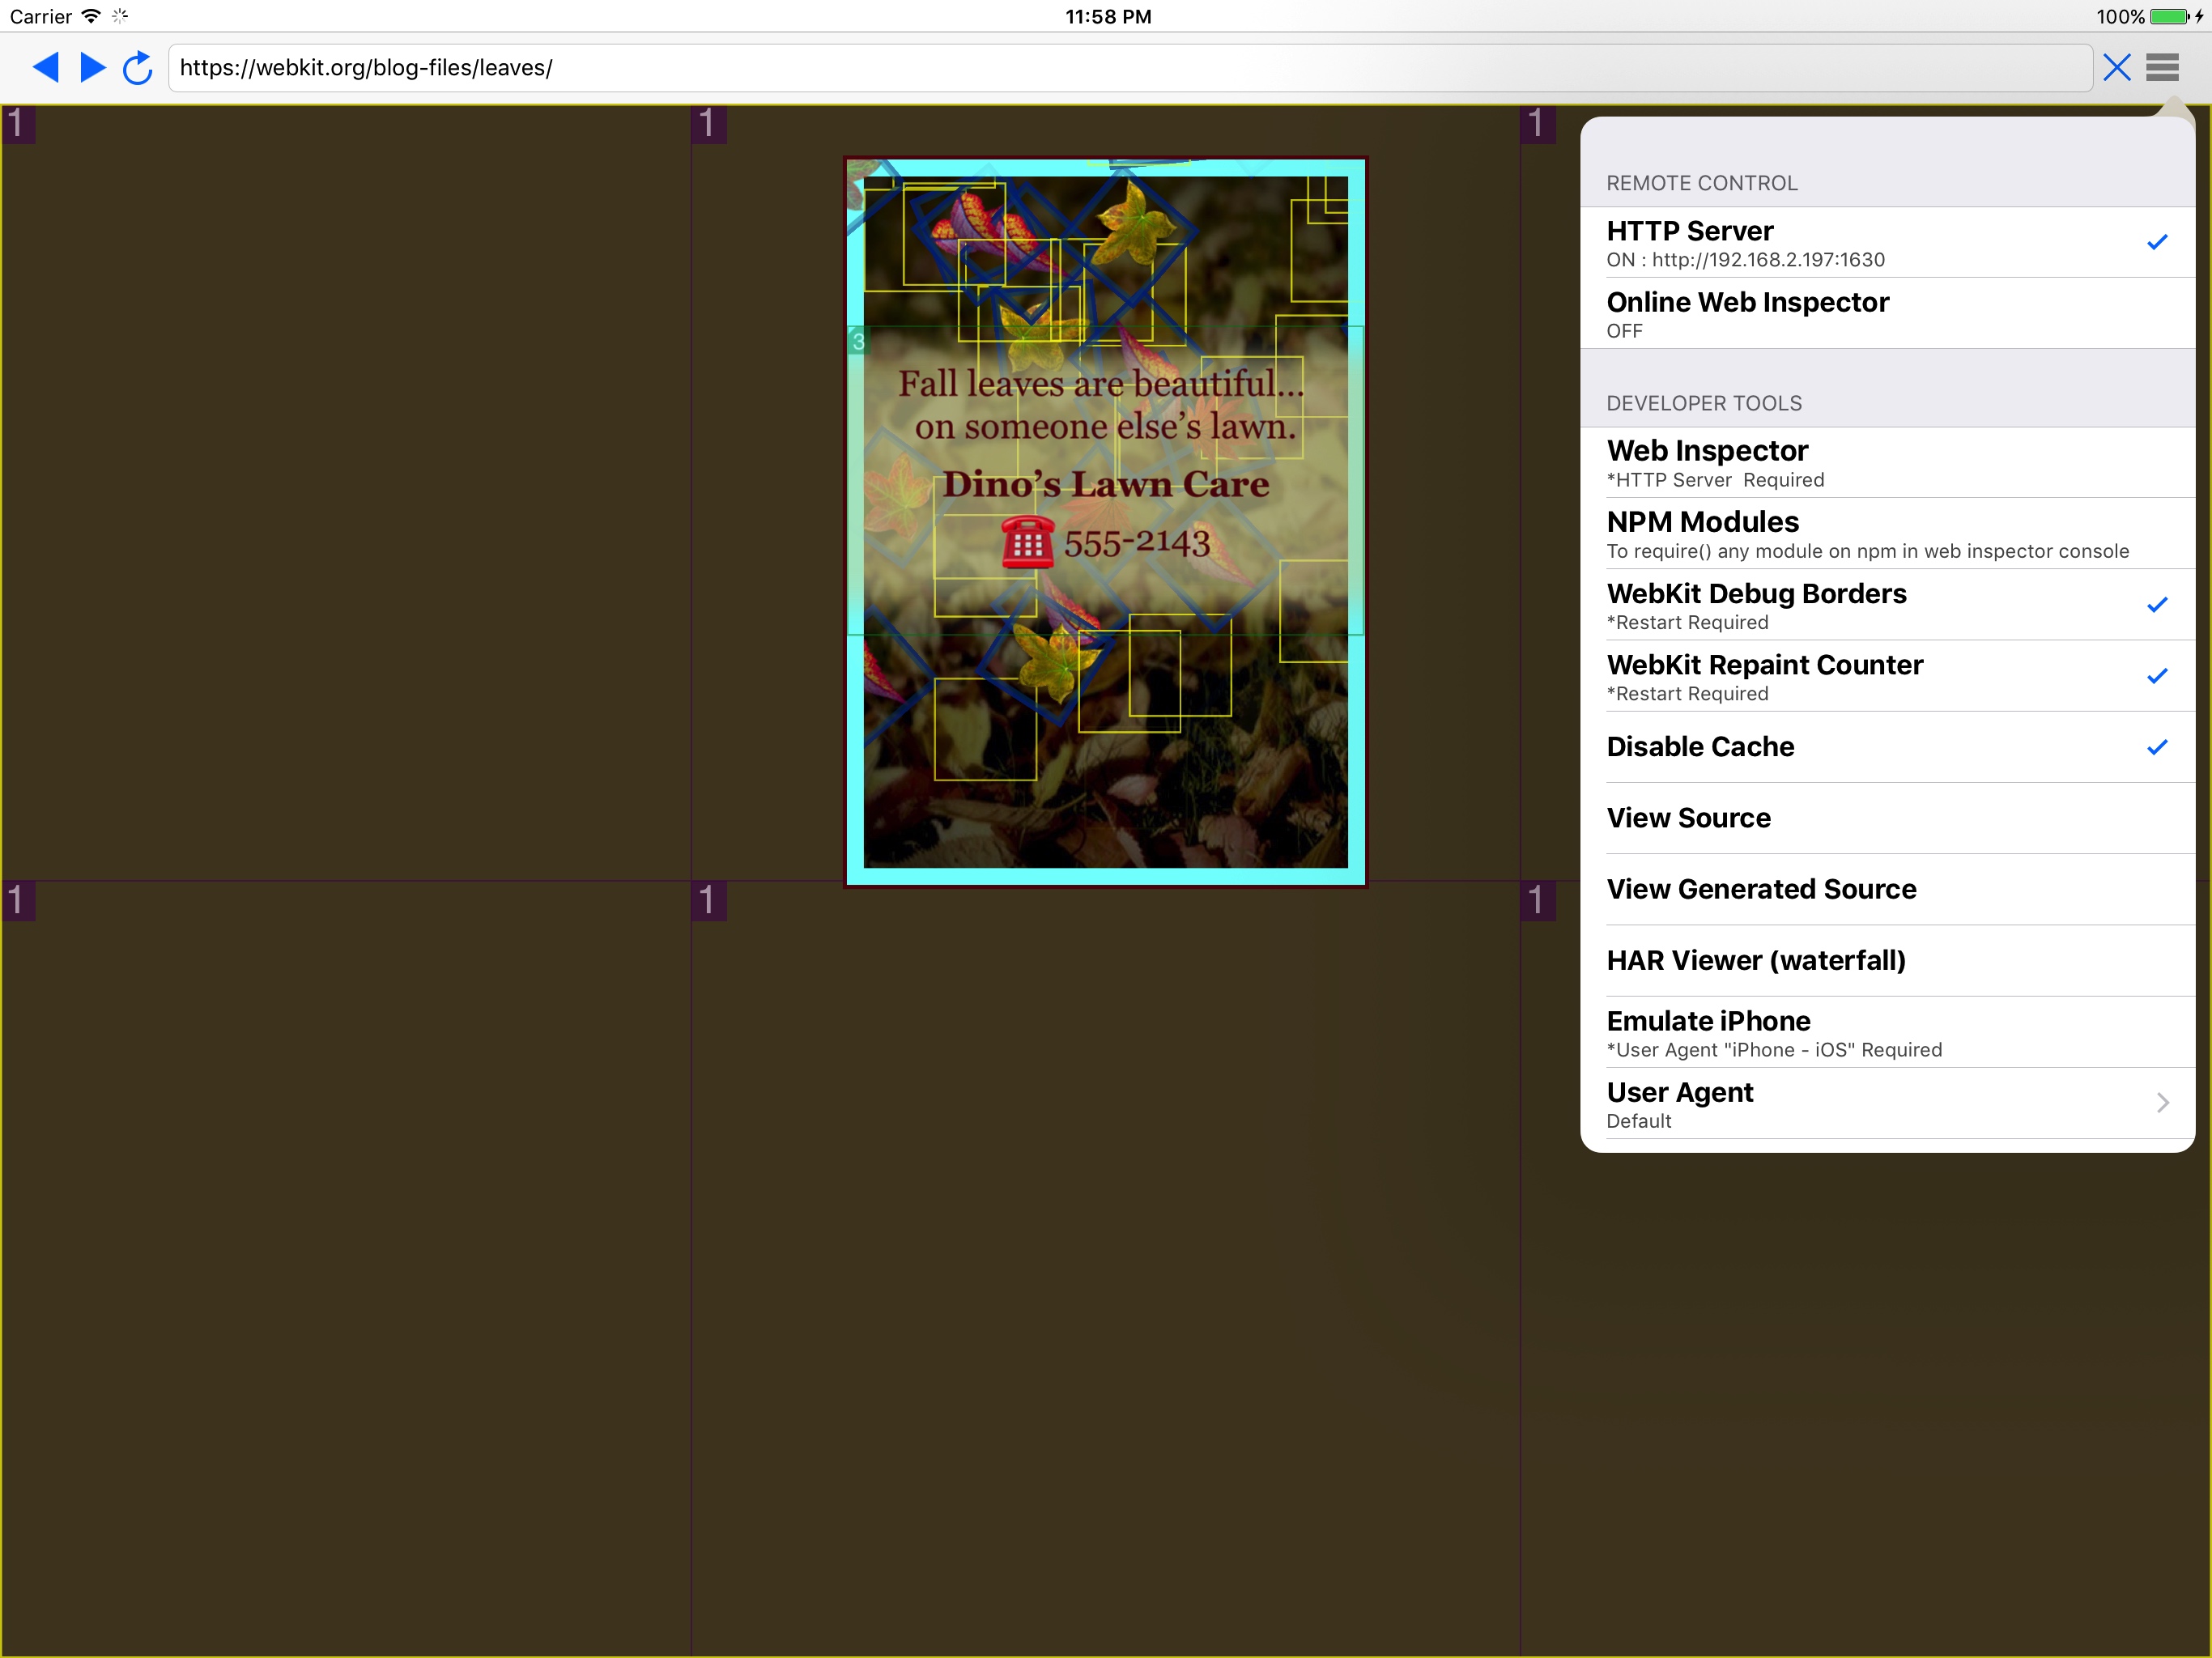 Carrier
11:58 PM
100%
https://webkit.org/blog-files/leaves/
1
1
1
3
Fall leaves are beautiful...
on someone else’s lawn.
Dino’s Lawn Care
☎️ 555-2143
1
1
1
REMOTE CONTROL
HTTP Server
ON : http://192.168.2.197:1630
Online Web Inspector
OFF
DEVELOPER TOOLS
Web Inspector
*HTTP Server  Required
NPM Modules
To require() any module on npm in web inspector console
WebKit Debug Borders
*Restart Required
WebKit Repaint Counter
*Restart Required
Disable Cache
View Source
View Generated Source
HAR Viewer (waterfall)
Emulate iPhone
*User Agent "iPhone - iOS" Required
User Agent
Default